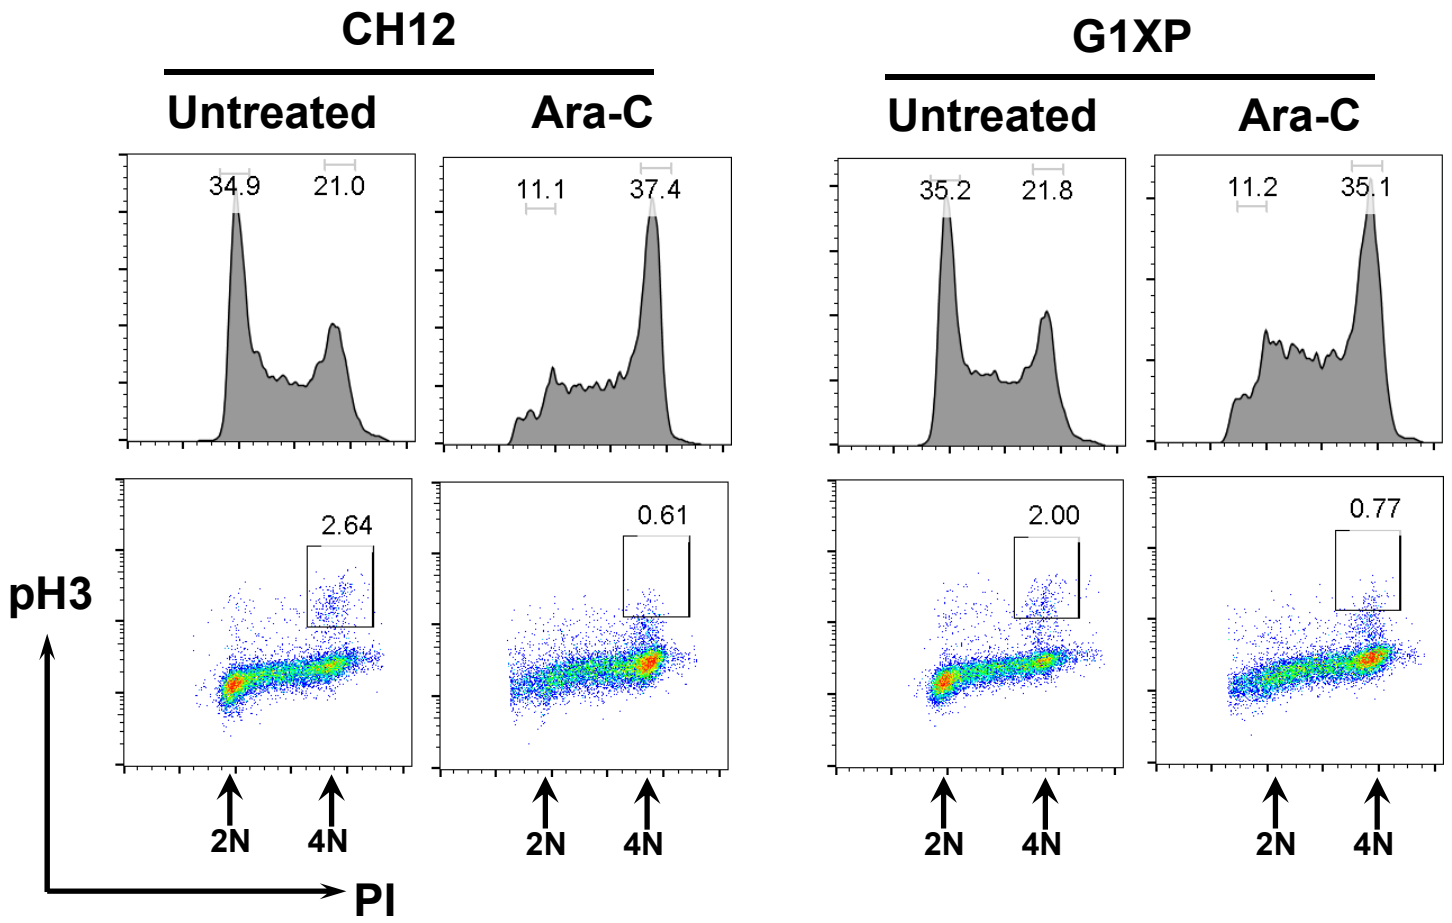 CH12
G1XP
Untreated
Ara-C
Untreated
Ara-C
34.9
21.0
11.1
37.4
35.2
21.8
11.2
35.1
2.64
0.61
2.00
0.77
pH3
2N
4N
2N
4N
2N
4N
2N
4N
PI